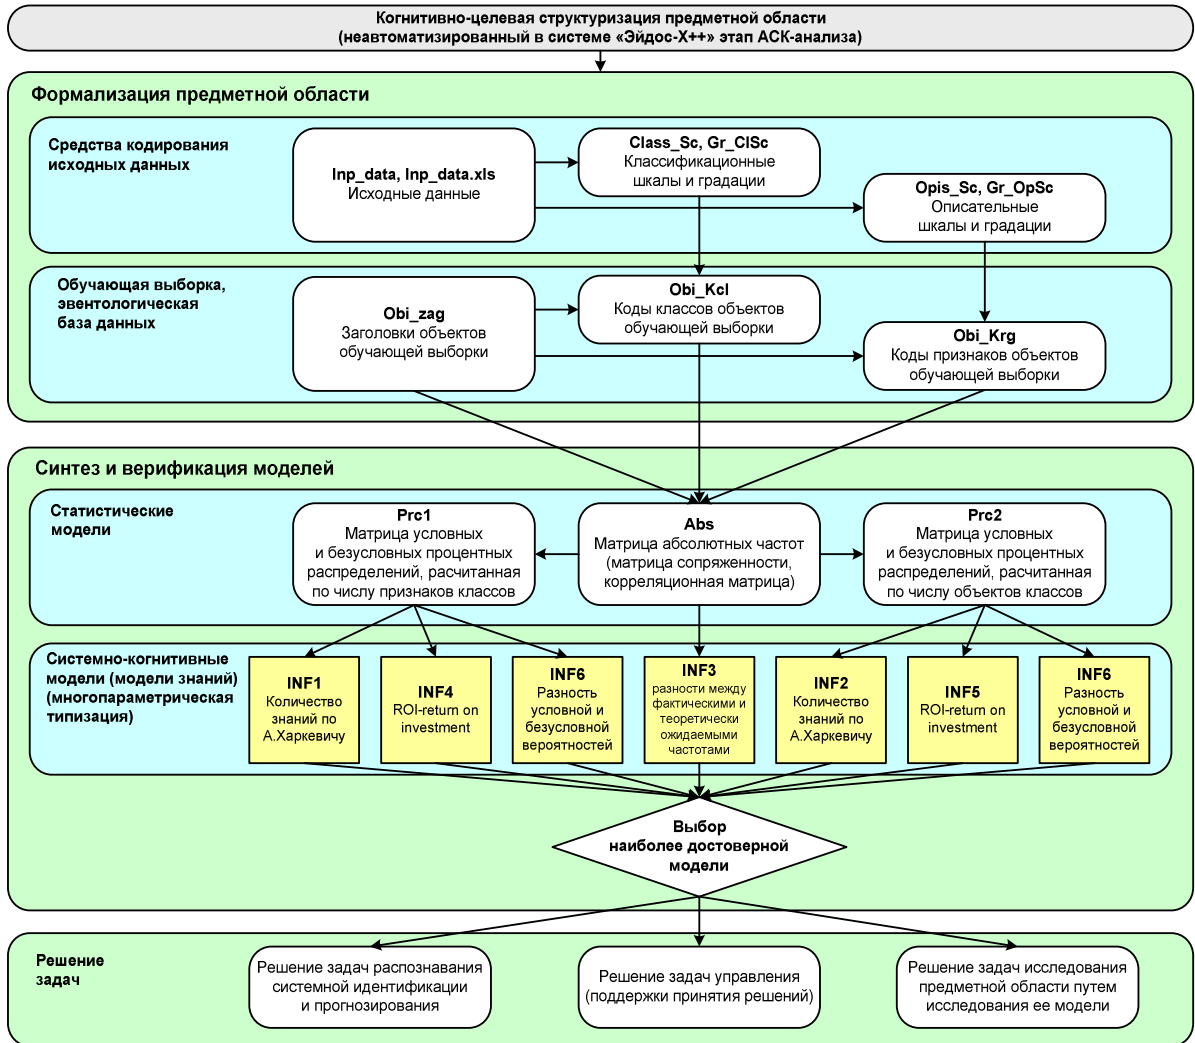 Когнитивно-целевая структуризация предметной области
(неавтоматизированный в системе «Эйдос-Х++» этап АСК-анализа)
Формализация предметной области
Средства кодирования
исходных данных
Inp_data, Inp_data.xls
Исходные данные
Class_Sc, Gr_ClSc
Классификационные
шкалы и градации
Opis_Sc, Gr_OpSc
Описательные
шкалы и градации
Обучающая выборка,
эвентологическая
база данных
Obi_zag
Заголовки объектов
обучающей выборки
Obi_Kcl
Коды классов объектов
обучающей выборки
Obi_Krg
Коды признаков объектов
обучающей выборки
Синтез и верификация моделей
Статистические
модели
Prc1
Матрица условных
и безусловных процентных
распределений, расчитанная
по числу признаков классов
Abs
Матрица абсолютных частот
(матрица сопряженности,
корреляционная матрица)
Prc2
Матрица условных
и безусловных процентных
распределений, расчитанная
по числу объектов классов
Системно-когнитивные
модели (модели знаний)
(многопараметрическая
типизация)
INF1
Количество
знаний по
А.Харкевичу
INF4
ROI-return on
investment
INF6
Разность
условной и
безусловной
вероятностей
INF3
разности между
фактическими и
теоретически
ожидаемыми
частотами
INF2
Количество
знаний по
А.Харкевичу
INF5
ROI-return on
investment
INF6
Разность
условной и
безусловной
вероятностей
Выбор
наиболее достоверной
модели
Решение
задач
Решение задач распознавания
системной идентификации
и прогнозирования
Решение задач управления
(поддержки принятия решений)
Решение задач исследования
предметной области путем
исследования ее модели